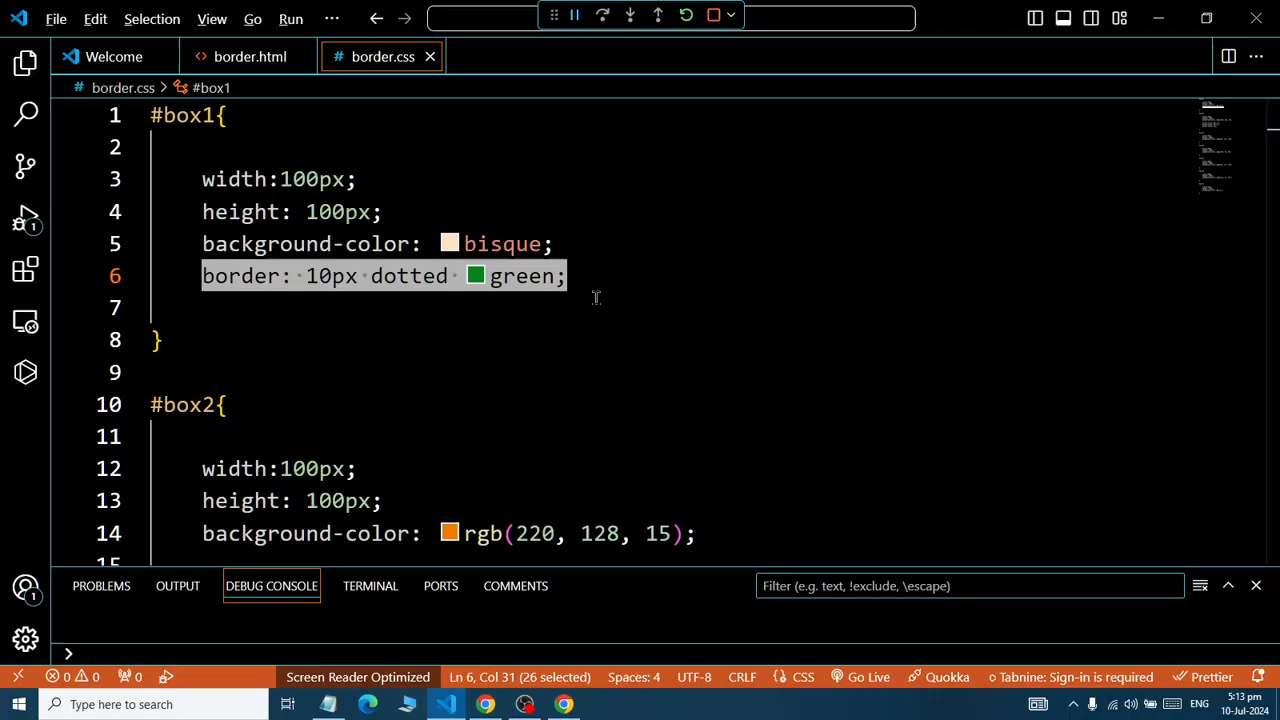 File Edit Selection View Go Run ···
Welcome border.html border.css
border.css > #box1
1 #box1{
2
3 width:100px;
4 height: 100px;
5 background-color: bisque;
6 border: 10px dotted green;
7
8 }
9
10 #box2{
11
12 width:100px;
13 height: 100px;
14 background-color: rgb(220, 128, 15);
15
PROBLEMS OUTPUT DEBUG CONSOLE TERMINAL PORTS COMMENTS Filter (e.g. text, !exclude, \escape)
>
0 0 0 Screen Reader Optimized Ln 6, Col 31 (26 selected) Spaces: 4 UTF-8 CRLF CSS Go Live Quokka Tabnine: Sign-in is required Prettier
Type here to search ENG 5:13 pm
10-Jul-2024
1
1